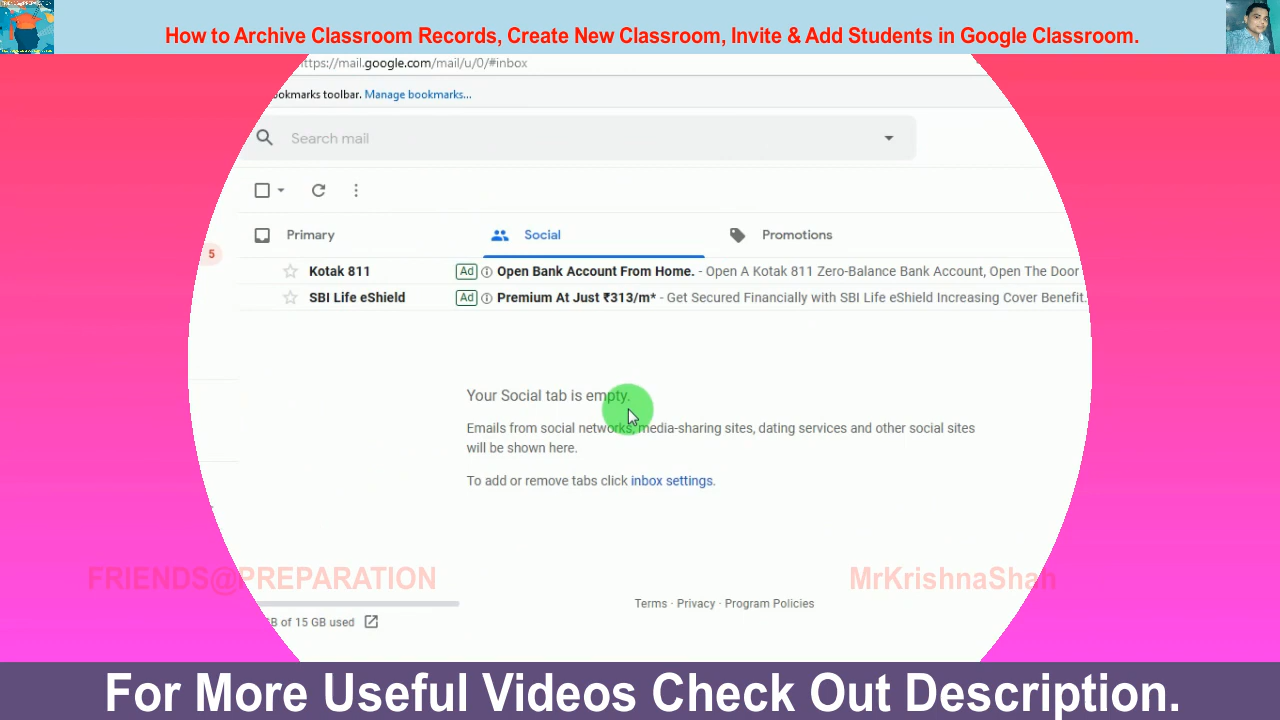 How to Archive Classroom Records, Create New Classroom, Invite & Add Students in Google Classroom.
ttps://mail.google.com/mail/u/0/#inbox
ookmarks toolbar. Manage bookmarks...
Search mail
Primary
Social
Promotions
5
Kotak 811 Ad Open Bank Account From Home. - Open A Kotak 811 Zero-Balance Bank Account, Open The Door
SBI Life eShield Ad Premium At Just ₹313/m* - Get Secured Financially with SBI Life eShield Increasing Cover Benefit.
Your Social tab is empty.
Emails from social networks, media-sharing sites, dating services and other social sites
will be shown here.
To add or remove tabs click inbox settings.
FRIENDS@PREPARATION
MrKrishnaShan
Terms · Privacy · Program Policies
GB of 15 GB used
For More Useful Videos Check Out Description.